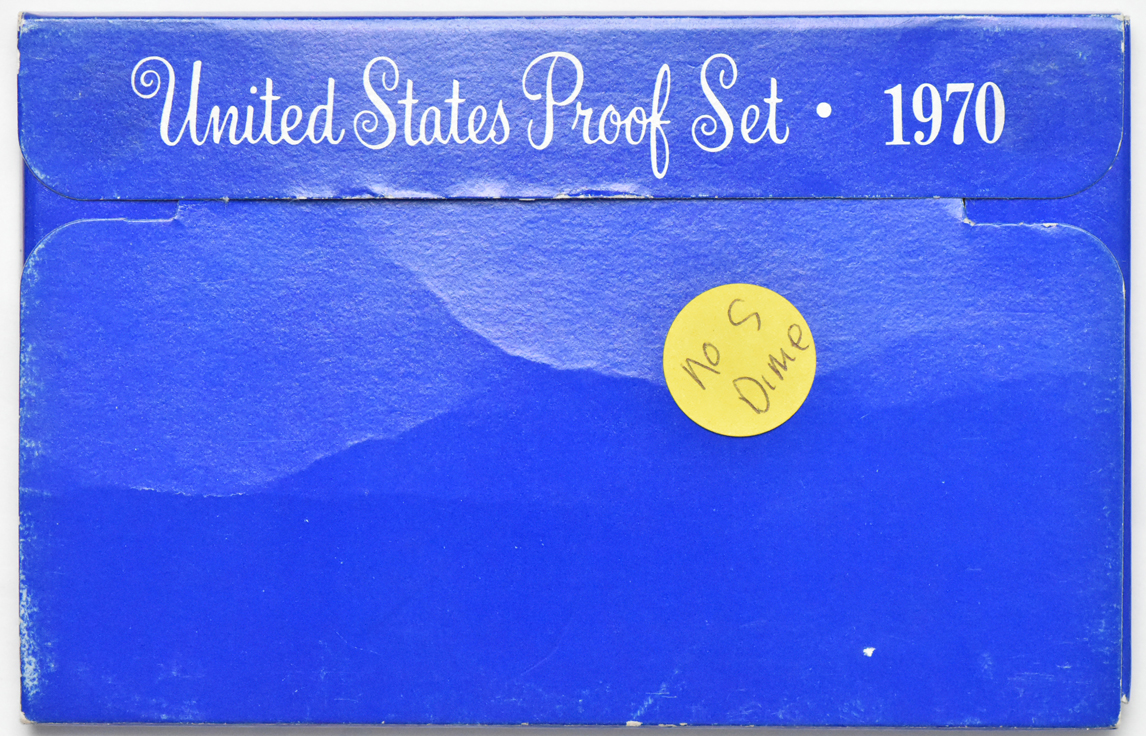 United States Proof Set • 1970
No S
Dime